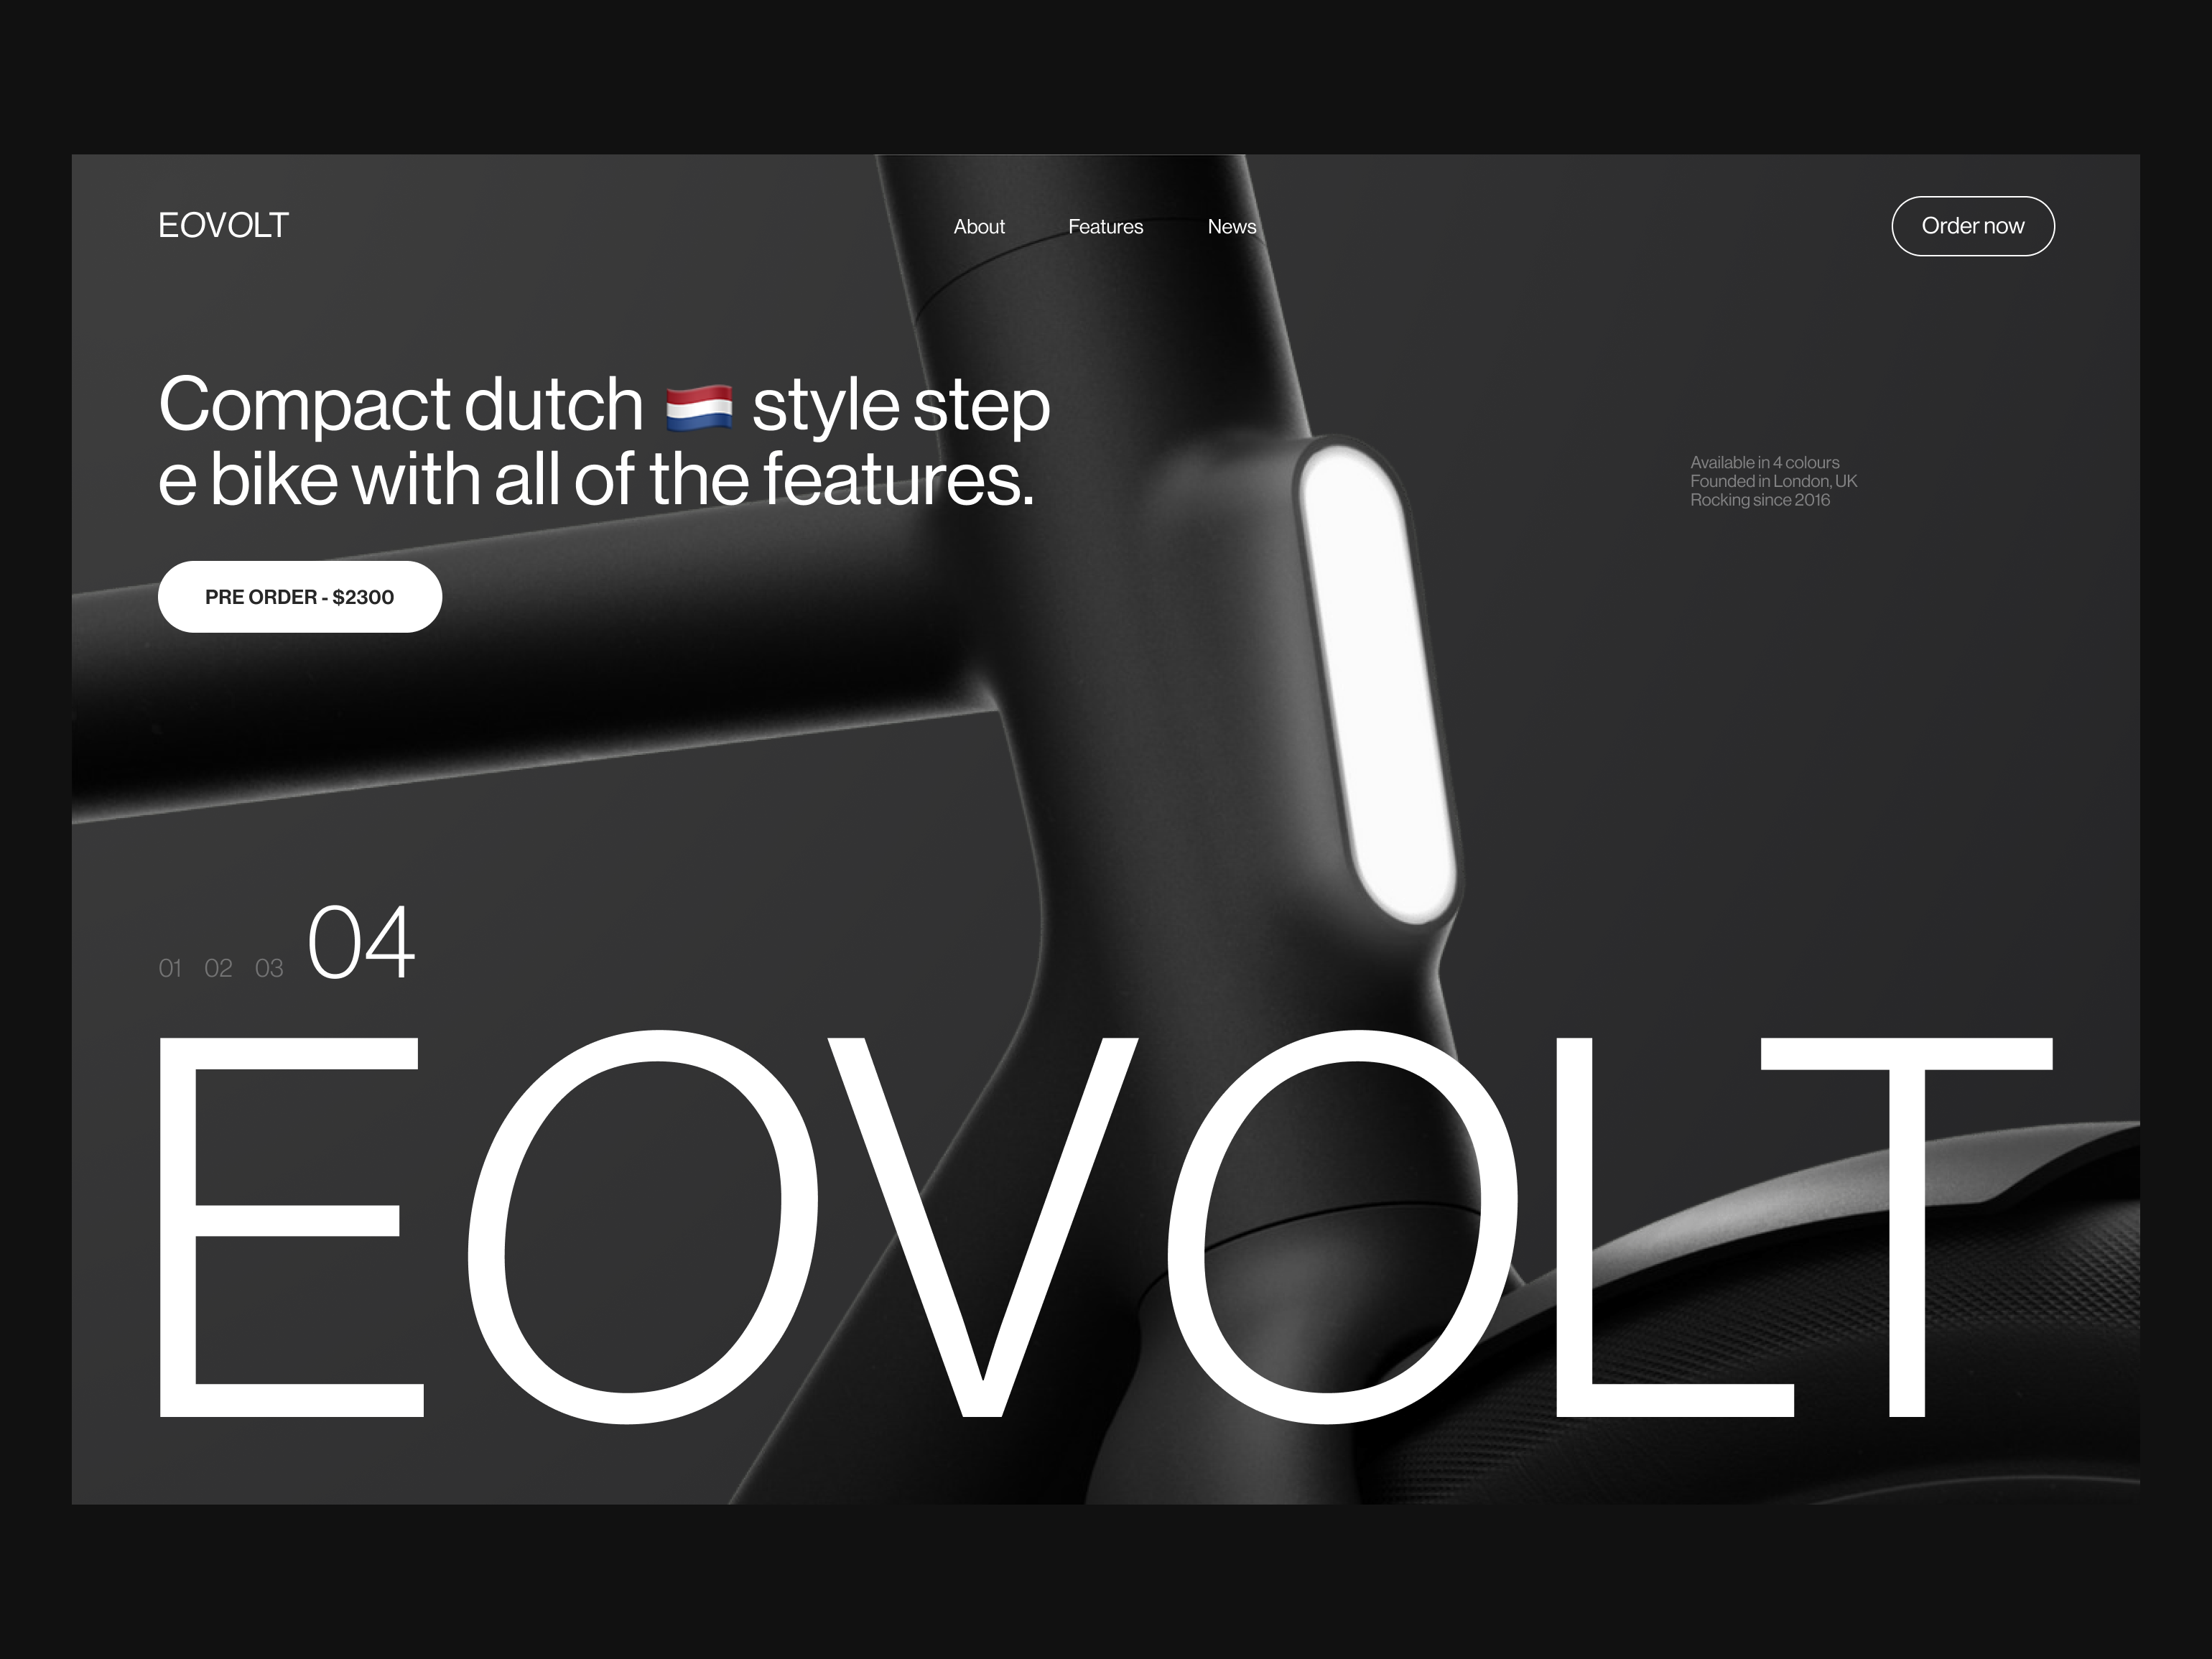 EOVOLT
About Features News
Order now
Compact dutch 🇳🇱 style step
e bike with all of the features.
Available in 4 colours
Founded in London, UK
Rocking since 2016
PRE ORDER - $2300
01 02 03 04
EOVOLT